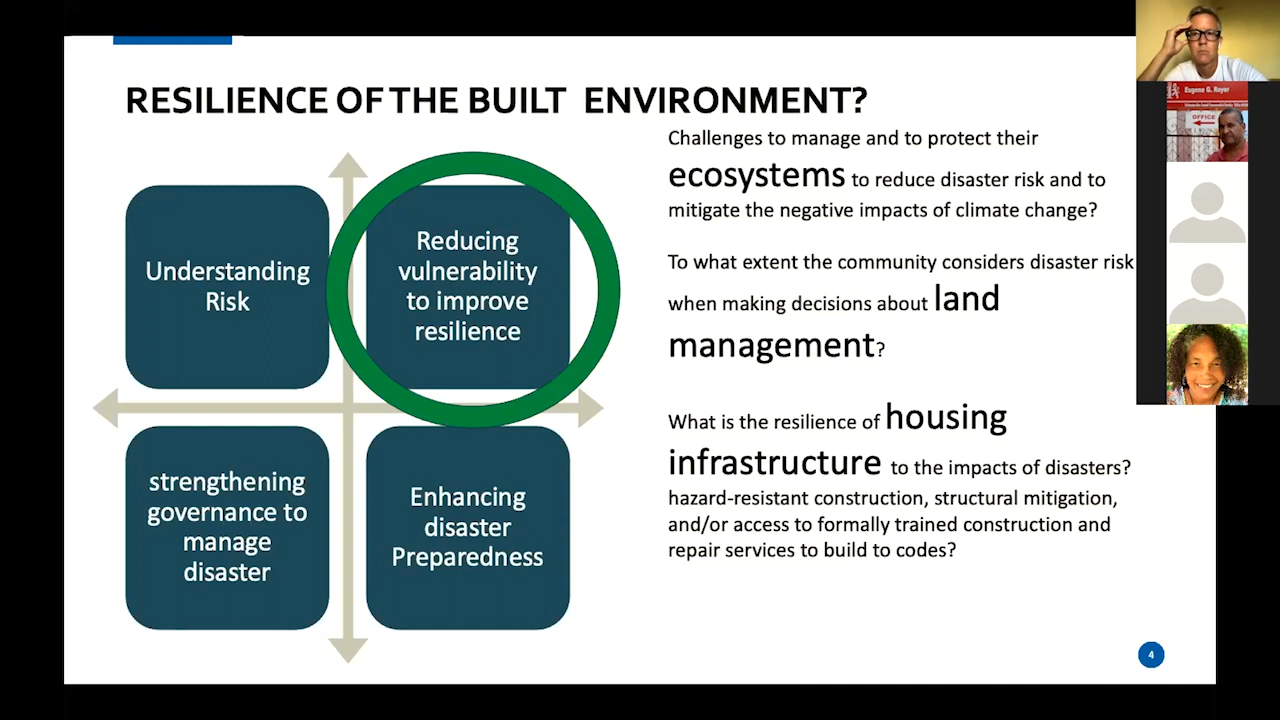 RESILIENCE OF THE BUILT ENVIRONMENT?
Understanding
Risk
Reducing
vulnerability
to improve
resilience
strengthening
governance to
manage
disaster
Enhancing
disaster
Preparedness
Challenges to manage and to protect their
ecosystems to reduce disaster risk and to
mitigate the negative impacts of climate change?
To what extent the community considers disaster risk
when making decisions about land
management?
What is the resilience of housing
infrastructure to the impacts of disasters?
hazard-resistant construction, structural mitigation,
and/or access to formally trained construction and
repair services to build to codes?
4
Eugene G. Royer
OFFICE